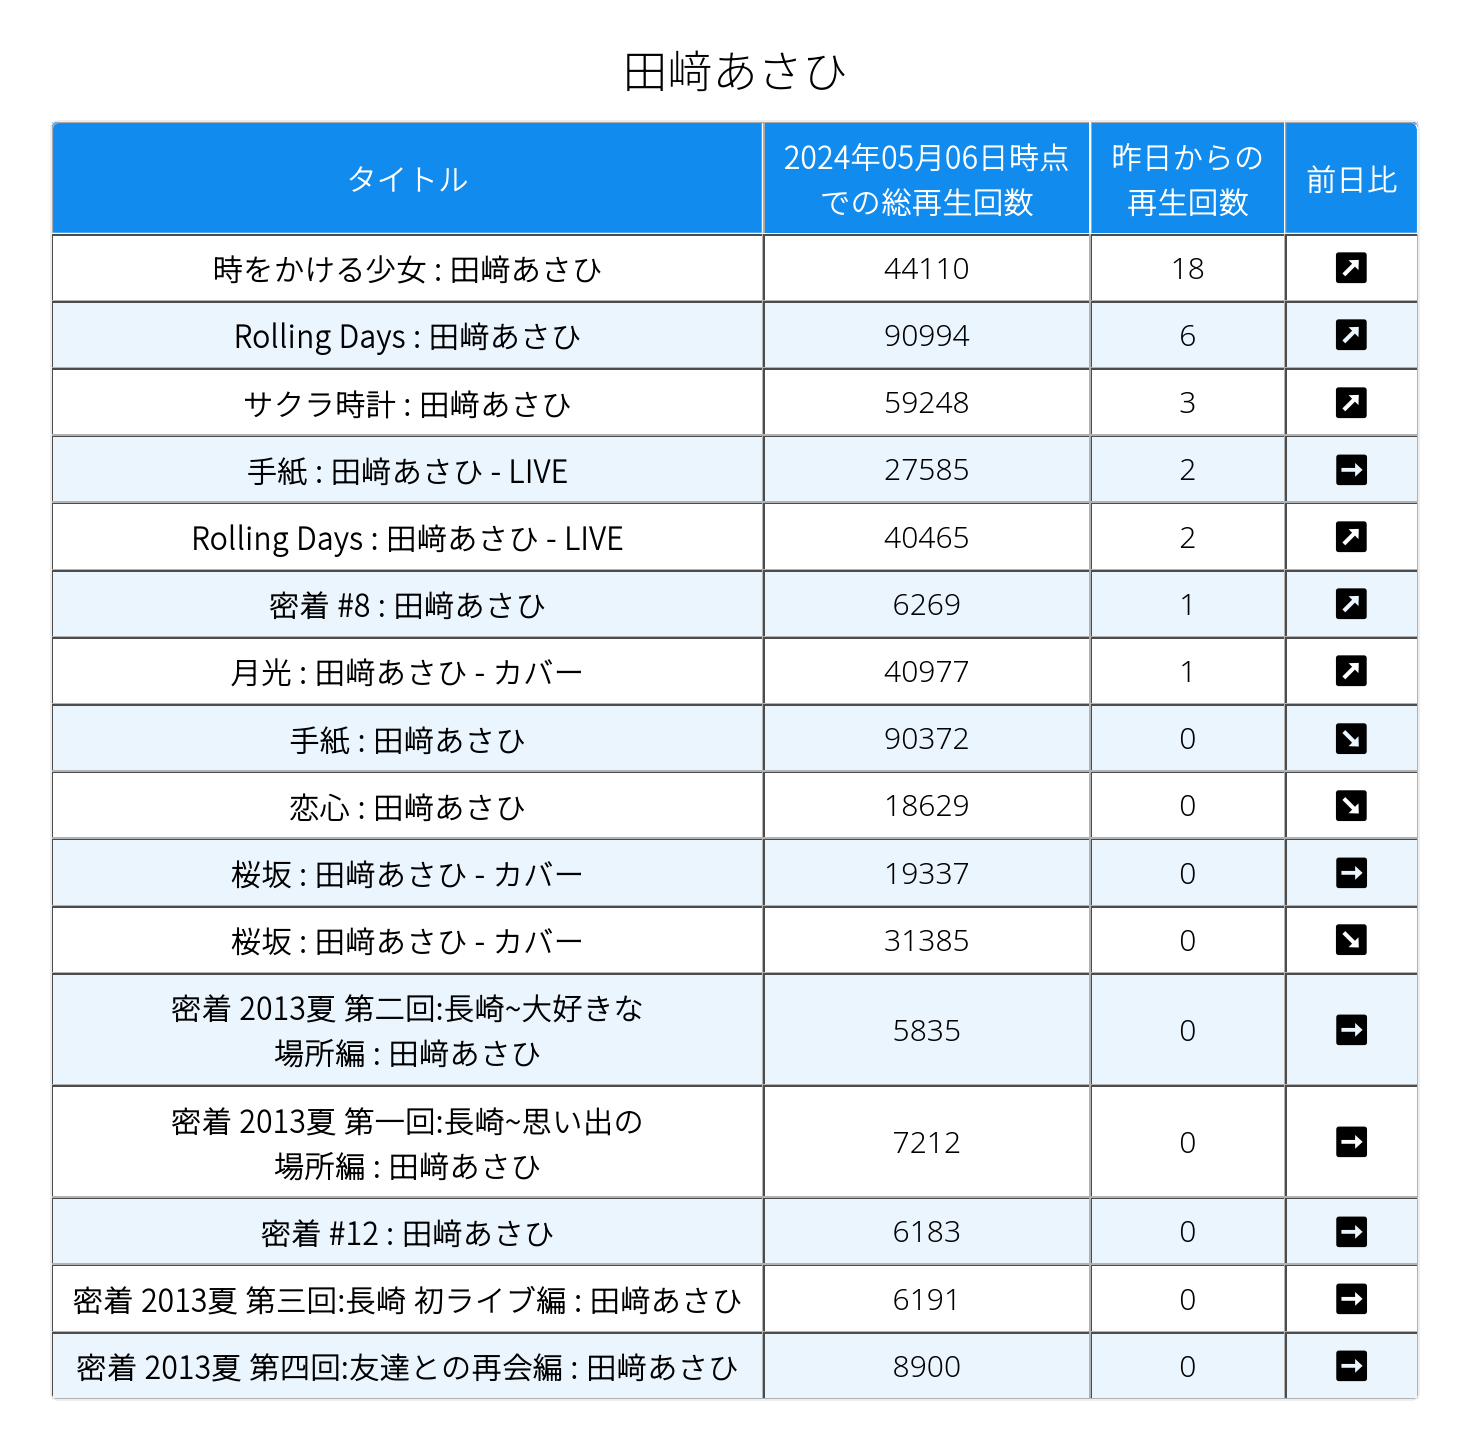 田﨑あさひ
タイトル
2024年05月06日時点
での総再生回数
昨日からの
再生回数
前日比
時をかける少女 : 田﨑あさひ 44110 18
Rolling Days : 田﨑あさひ 90994 6
サクラ時計 : 田﨑あさひ 59248 3
手紙 : 田﨑あさひ - LIVE 27585 2
Rolling Days : 田﨑あさひ - LIVE 40465 2
密着 #8 : 田﨑あさひ 6269 1
月光 : 田﨑あさひ - カバー 40977 1
手紙 : 田﨑あさひ 90372 0
恋心 : 田﨑あさひ 18629 0
桜坂 : 田﨑あさひ - カバー 19337 0
桜坂 : 田﨑あさひ - カバー 31385 0
密着 2013夏 第二回:長崎~大好きな
場所編 : 田﨑あさひ
5835 0
密着 2013夏 第一回:長崎~思い出の
場所編 : 田﨑あさひ
7212 0
密着 #12 : 田﨑あさひ 6183 0
密着 2013夏 第三回:長崎 初ライブ編 : 田﨑あさひ 6191 0
密着 2013夏 第四回:友達との再会編 : 田﨑あさひ 8900 0